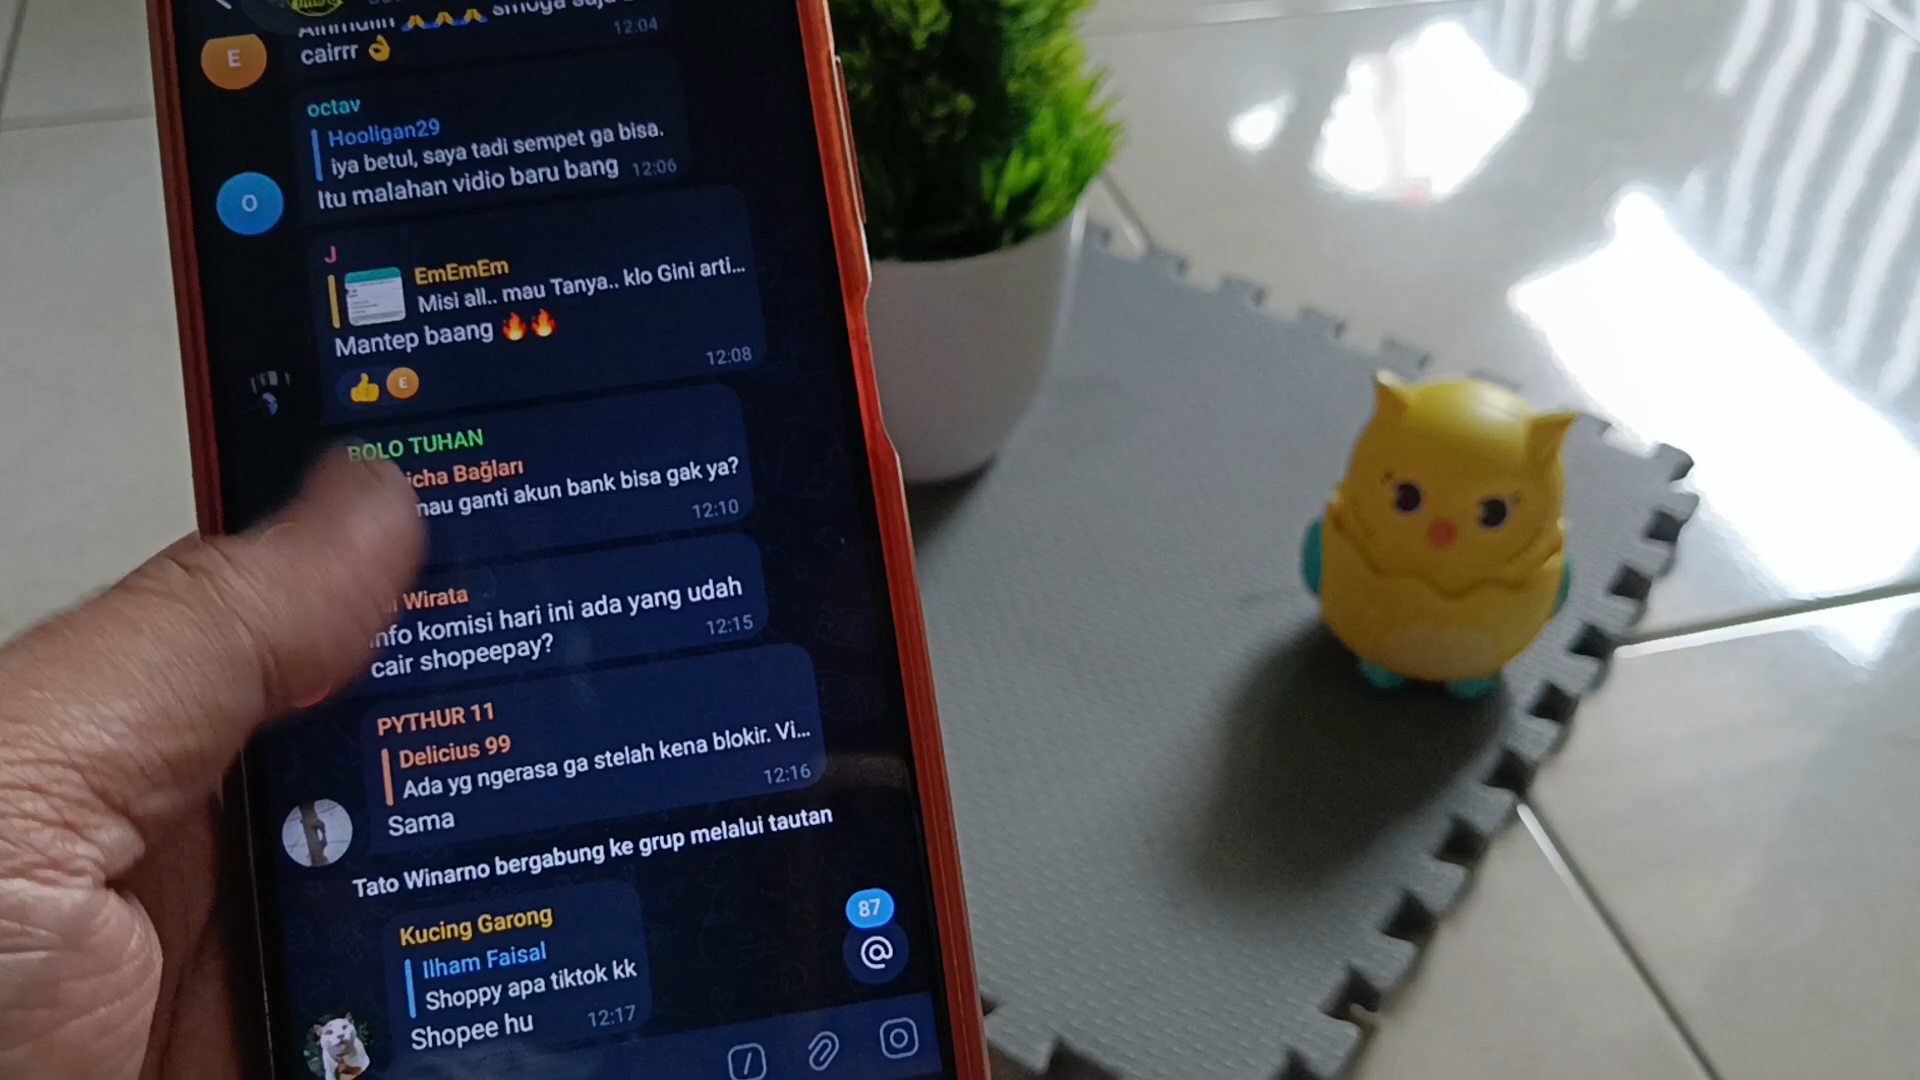 cairrr
12:04
E
octav
Hooligan29
iya betul, saya tadi sempet ga bisa.
Itu malahan vidio baru bang 12:06
O
J
EmEmEm
Misi all.. mau Tanya.. klo Gini arti...
Mantep baang
12:08
E
BOLO TUHAN
Bağları
mau ganti akun bank bisa gak ya?
12:10
Wirata
info komisi hari ini ada yang udah
cair shopeepay?
12:15
PYTHUR 11
Delicius 99
Ada yg ngerasa ga stelah kena blokir. Vi...
12:16
Sama
Tato Winarno bergabung ke grup melalui tautan
87
@
Kucing Garong
Ilham Faisal
Shoppy apa tiktok kk
Shopee hu
12:17